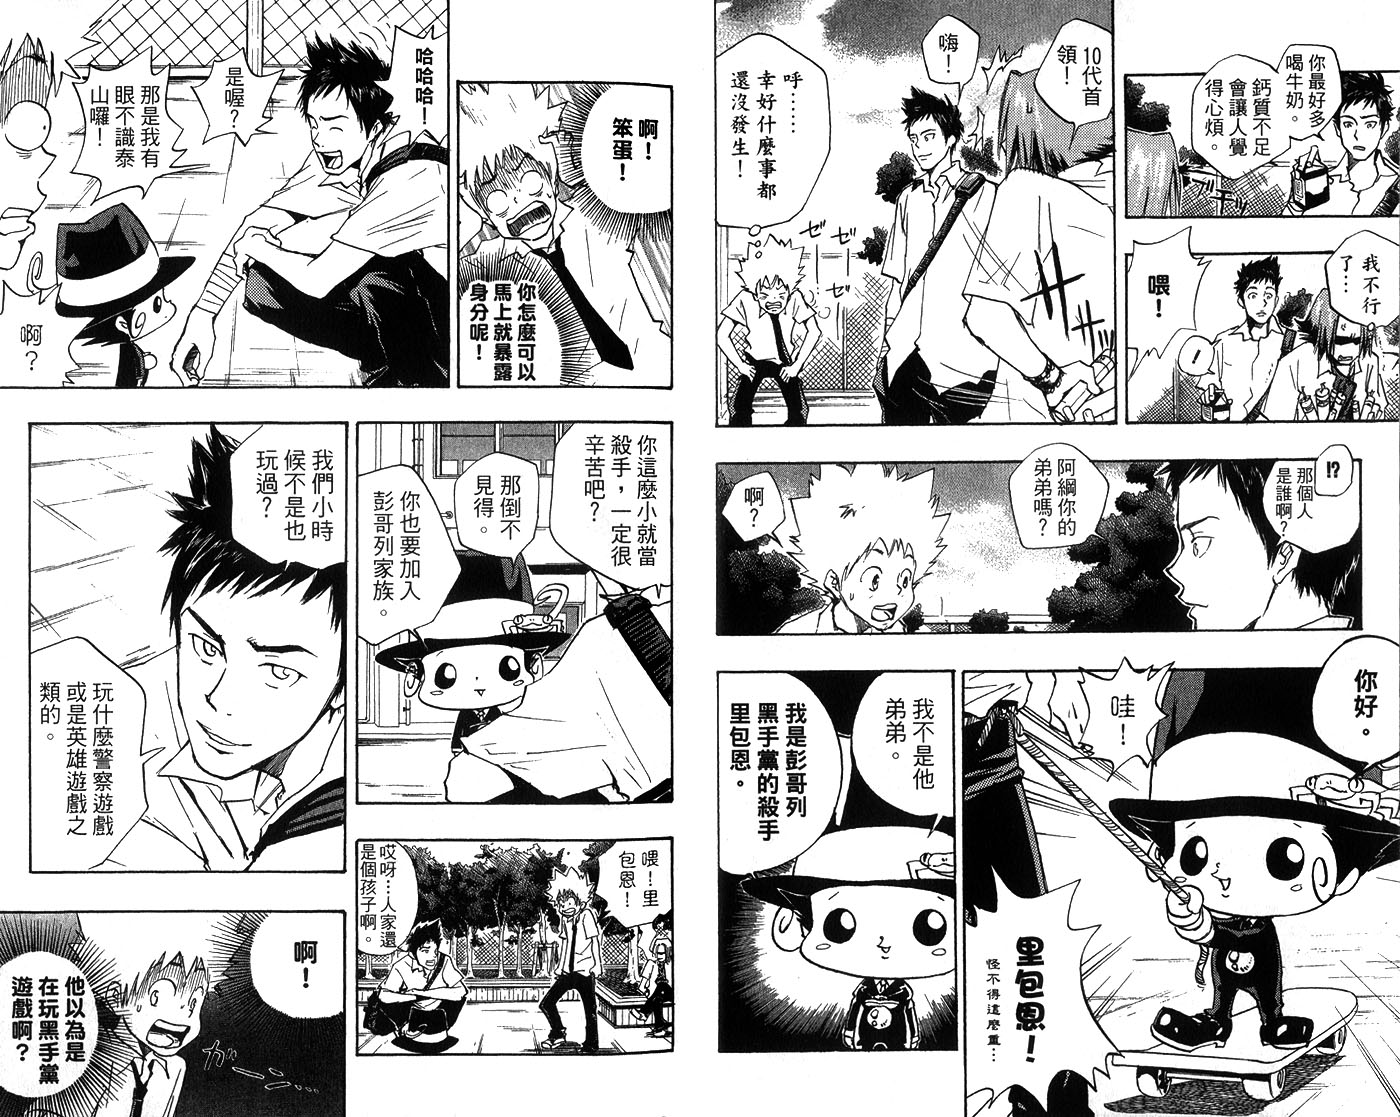 你最好多
喝牛奶。
鈣質不足
會讓人覺
得心煩。
10代首
領！
嗨！
呼……
幸好什麼事都
還沒發生！
ゼ
ゼ
我不行
了…
喂！
！
!?
那個人
是誰啊？
阿綱你的
弟弟嗎？
啊？
你好。
哇！
里包恩！
怪不得這麼重…
我不是他
弟弟。
我是彭哥列
黑手黨的殺手
里包恩。
啊！
笨蛋！
你怎麼可以
馬上就暴露
身分呢！
哈哈哈！
是喔？
那是我有
眼不識泰
山囉！
啊？
你這麼小就當
殺手，一定很
辛苦吧？
那倒不
見得。
你也要加入
彭哥列家族。
我們小時
候不是也
玩過？
玩什麼警察遊戲
或是英雄遊戲之
類的。
喂！里
包恩！
哎呀…人家還
是個孩子啊。
啊！
他以為是
在玩黑手黨
遊戲啊？
ガーン…